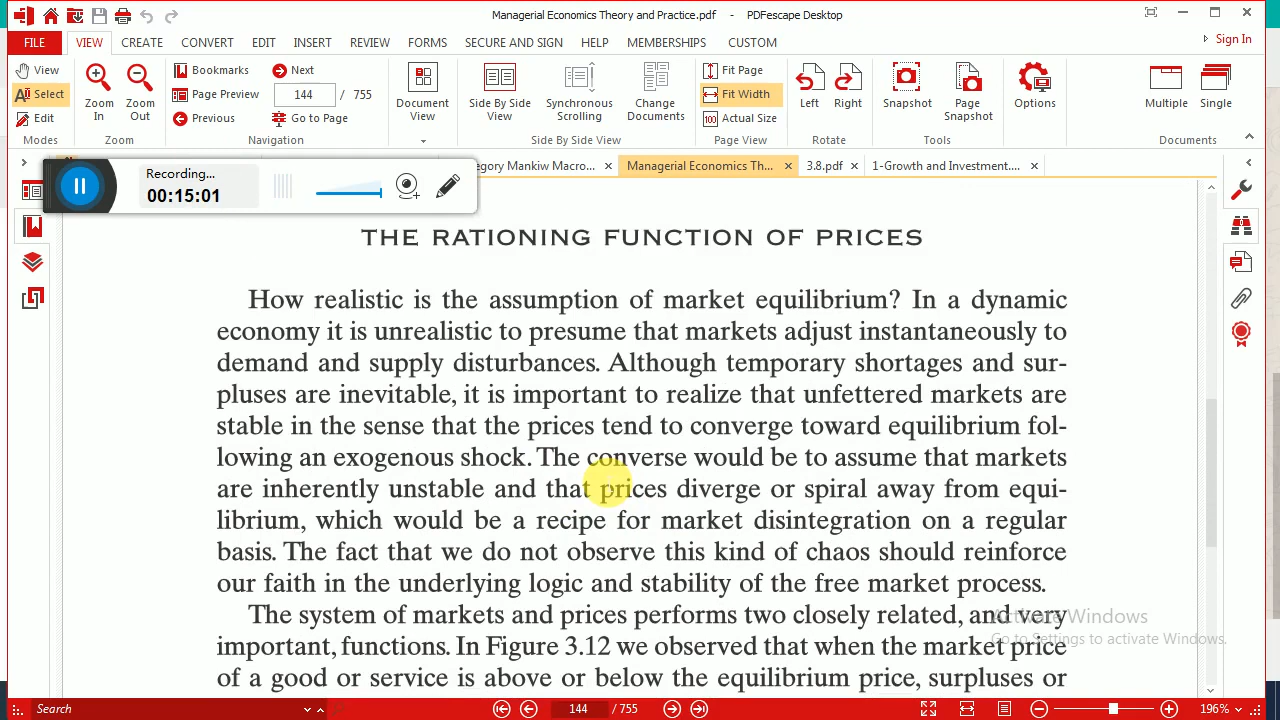 Managerial Economics Theory and Practice.pdf - PDFescape Desktop
FILE VIEW CREATE CONVERT EDIT INSERT REVIEW FORMS SECURE AND SIGN HELP MEMBERSHIPS CUSTOM Sign In
View
Select
Edit
Modes
Zoom In
Zoom Out
Zoom
Bookmarks
Page Preview
Previous
Next
144 / 755
Go to Page
Navigation
Document View
Side By Side View
Synchronous Scrolling
Change Documents
Side By Side View
Fit Page
Fit Width
100 Actual Size
Page View
Left
Right
Rotate
Snapshot
Page Snapshot
Tools
Options
Multiple
Single
Documents
Recording...
00:15:01
egory Mankiw Macro...
Managerial Economics Th...
3.8.pdf
1-Growth and Investment....
THE RATIONING FUNCTION OF PRICES
How realistic is the assumption of market equilibrium? In a dynamic
economy it is unrealistic to presume that markets adjust instantaneously to
demand and supply disturbances. Although temporary shortages and sur-
pluses are inevitable, it is important to realize that unfettered markets are
stable in the sense that the prices tend to converge toward equilibrium fol-
lowing an exogenous shock. The converse would be to assume that markets
are inherently unstable and that prices diverge or spiral away from equi-
librium, which would be a recipe for market disintegration on a regular
basis. The fact that we do not observe this kind of chaos should reinforce
our faith in the underlying logic and stability of the free market process.
The system of markets and prices performs two closely related, and very
important, functions. In Figure 3.12 we observed that when the market price
of a good or service is above or below the equilibrium price, surpluses or
Activate Windows
Go to Settings to activate Windows.
Search
144 / 755
196%